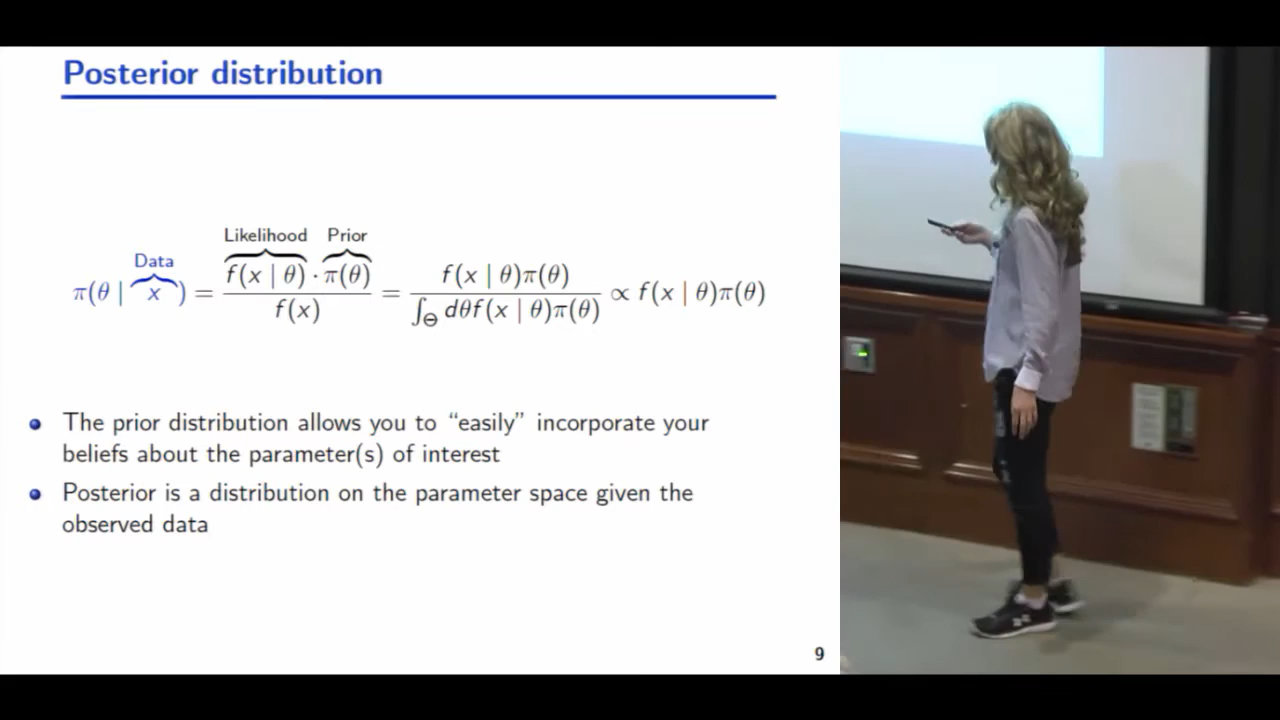 Posterior distribution
Likelihood Prior
Data
π(θ | x) = f(x | θ) · π(θ) / f(x) = f(x | θ)π(θ) / ∫_Θ dθf(x | θ)π(θ) ∝ f(x | θ)π(θ)
The prior distribution allows you to “easily” incorporate your
beliefs about the parameter(s) of interest
Posterior is a distribution on the parameter space given the
observed data
9